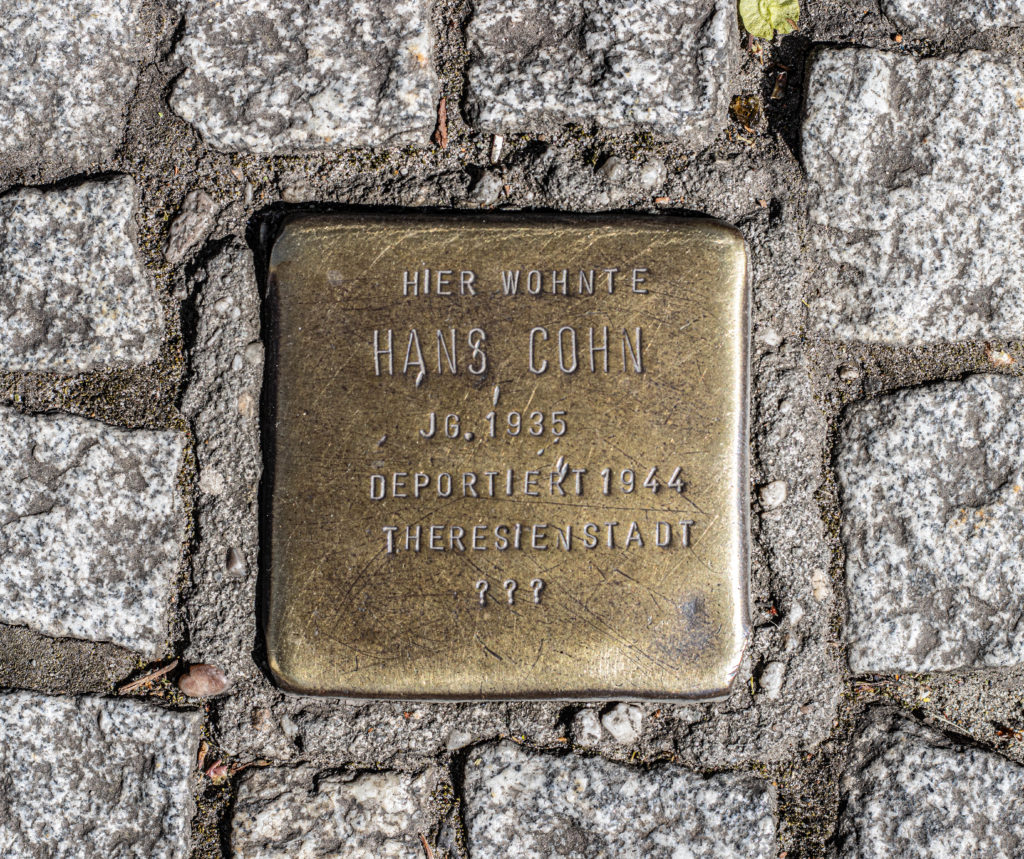 HIER WOHNTE
HANS COHN
JG. 1935
DEPORTIERT 1944
THERESIENSTADT
???